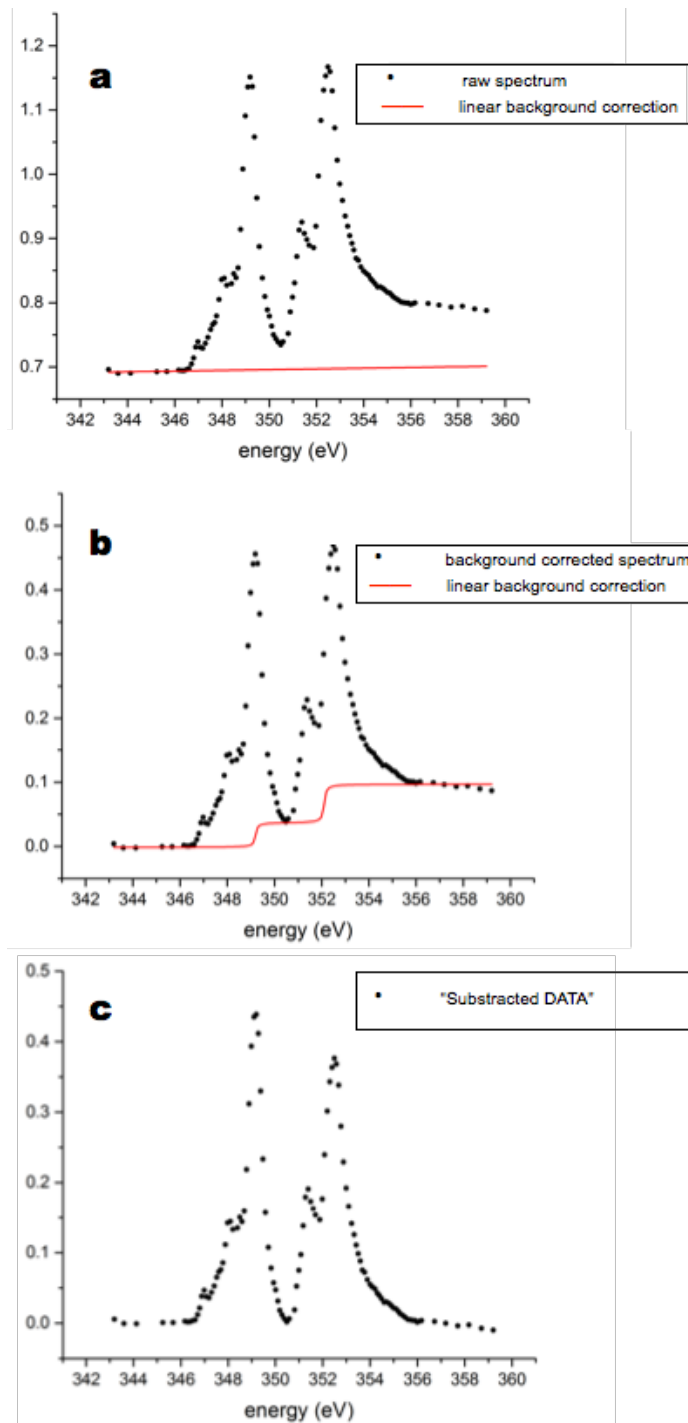 a
raw spectrum
linear background correction
1.2
1.1
1.0
0.9
0.8
0.7
342 344 346 348 350 352 354 356 358 360
energy (eV)
b
background corrected spectrum
linear background correction
0.5
0.4
0.3
0.2
0.1
0.0
342 344 346 348 350 352 354 356 358 360
energy (eV)
c
"Substracted DATA"
0.5
0.4
0.3
0.2
0.1
0.0
342 344 346 348 350 352 354 356 358 360
energy (eV)